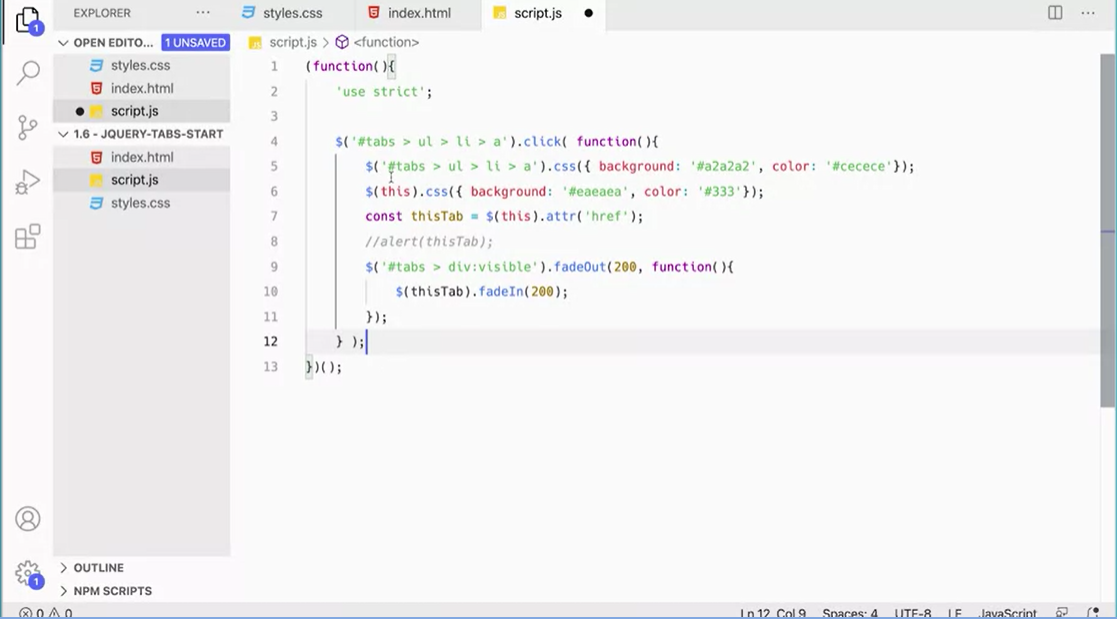 EXPLORER ··· styles.css index.html script.js ● ···
OPEN EDITO... 1 UNSAVED script.js > <function>
styles.css
index.html
● script.js
1.6 - JQUERY-TABS-START
index.html
script.js
styles.css
1 (function(){
2 'use strict';
3
4 $('#tabs > ul > li > a').click( function(){
5 $('#tabs > ul > li > a').css({ background: '#a2a2a2', color: '#cecece'});
6 $(this).css({ background: '#eaeaea', color: '#333'});
7 const thisTab = $(this).attr('href');
8 //alert(thisTab);
9 $('#tabs > div:visible').fadeOut(200, function(){
10 $(thisTab).fadeIn(200);
11 });
12 } );
13 })();
1
1
OUTLINE
NPM SCRIPTS
0 0 Ln 12, Col 9 Spaces: 4 UTF-8 LF JavaScript